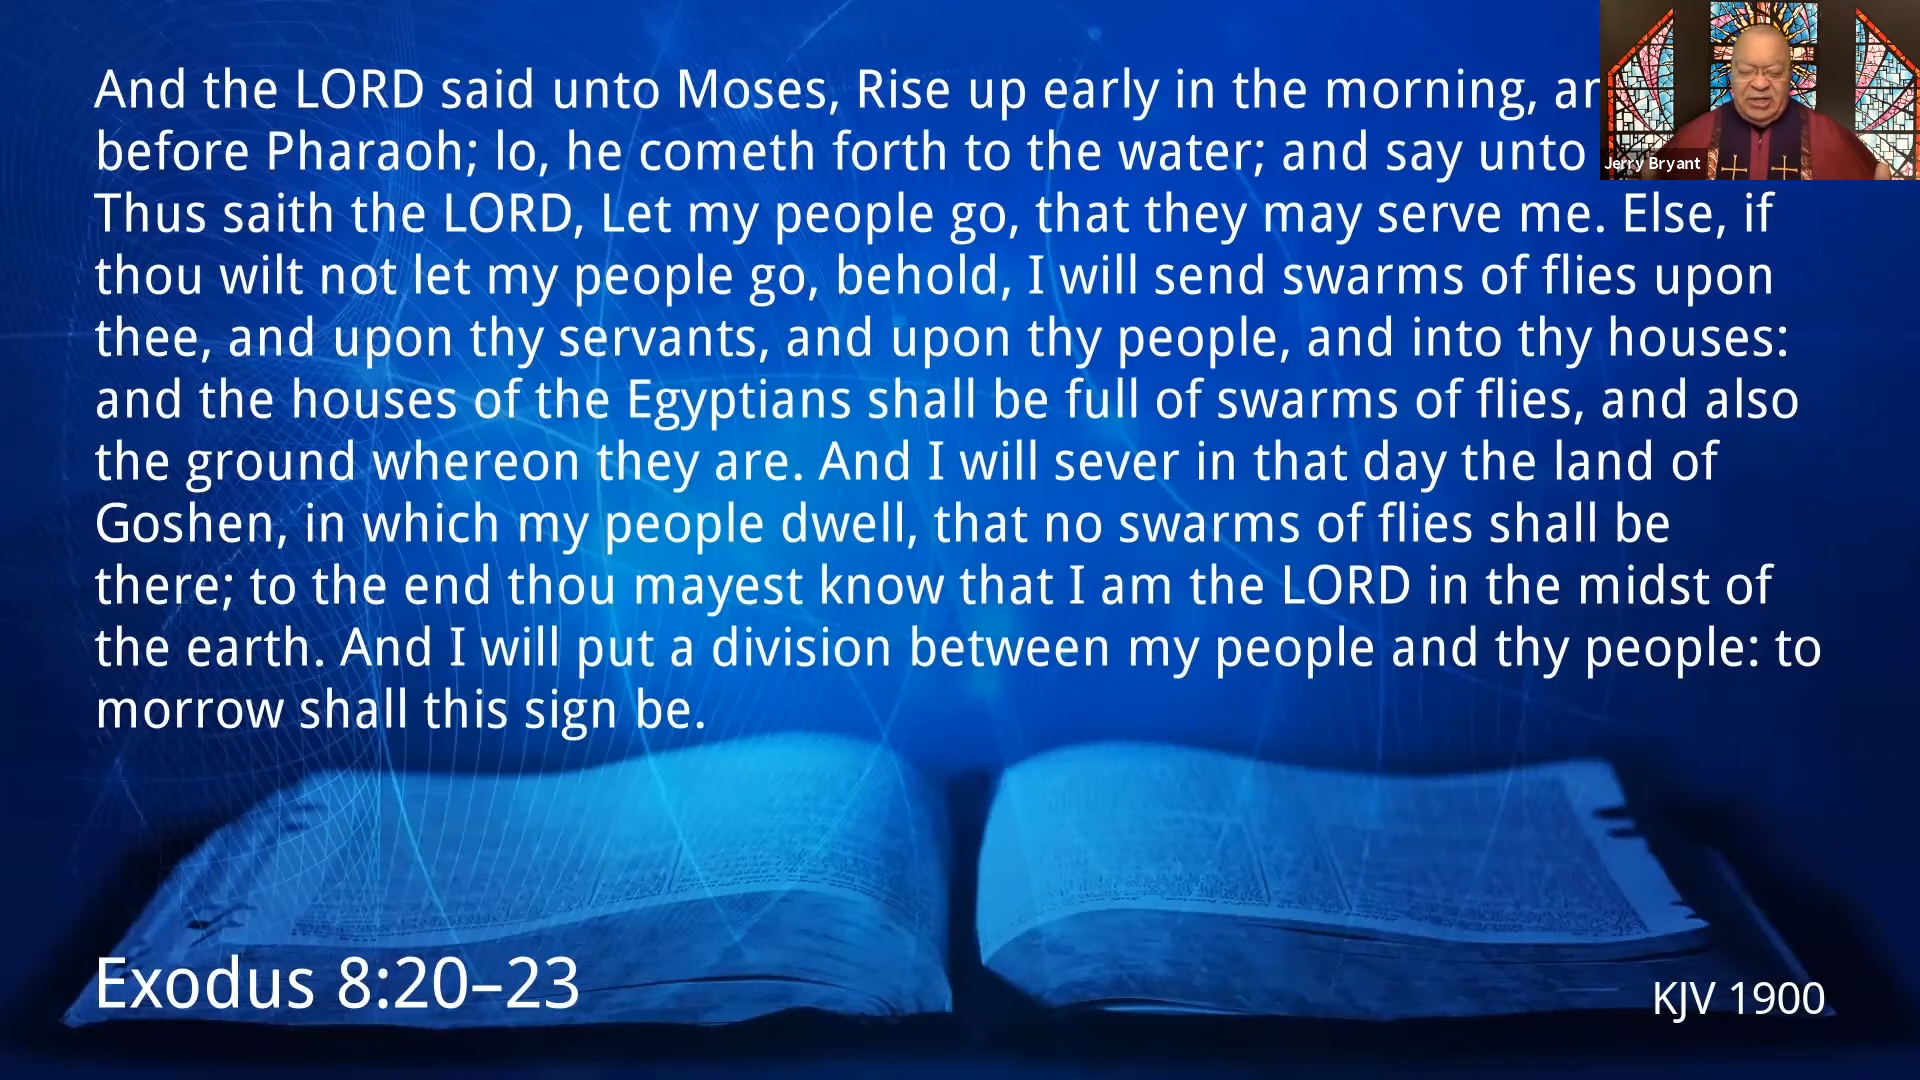 And the LORD said unto Moses, Rise up early in the morning,
before Pharaoh; lo, he cometh forth to the water; and say unto
Thus saith the LORD, Let my people go, that they may serve me. Else, if
thou wilt not let my people go, behold, I will send swarms of flies upon
thee, and upon thy servants, and upon thy people, and into thy houses:
and the houses of the Egyptians shall be full of swarms of flies, and also
the ground whereon they are. And I will sever in that day the land of
Goshen, in which my people dwell, that no swarms of flies shall be
there; to the end thou mayest know that I am the LORD in the midst of
the earth. And I will put a division between my people and thy people: to
morrow shall this sign be.
Exodus 8:20–23
KJV 1900
Jerry Bryant